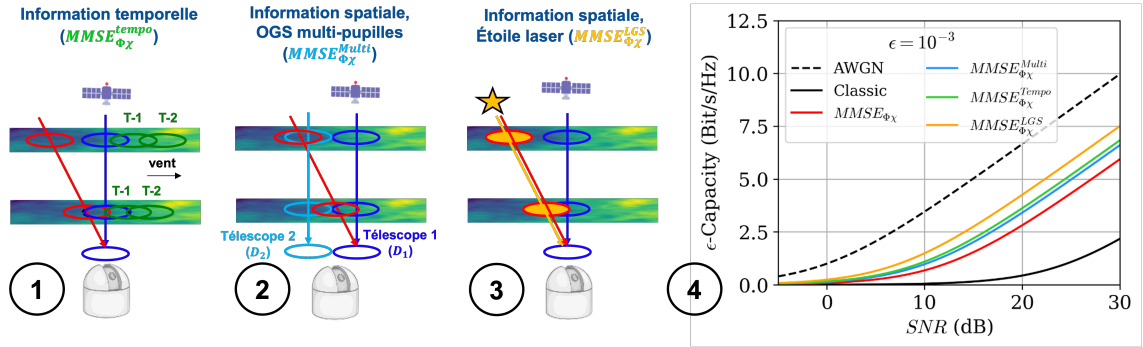 Information temporelle
(MMSE_{Φχ}^{tempo})
T-1 T-2
vent
T-1 T-2
1
Information spatiale,
OGS multi-pupilles
(MMSE_{Φχ}^{Multi})
Télescope 2
(D₂)
Télescope 1
(D₁)
2
Information spatiale,
Étoile laser (MMSE_{Φχ}^{LGS})
3
4
ϵ-Capacity (Bit/s/Hz)
12.5
10.0
7.5
5.0
2.5
0.0
ϵ = 10⁻³
AWGN
Classic
MMSE_{Φχ}
MMSE_{Φχ}^{Multi}
MMSE_{Φχ}^{Tempo}
MMSE_{Φχ}^{LGS}
0 10 20 30
SNR (dB)